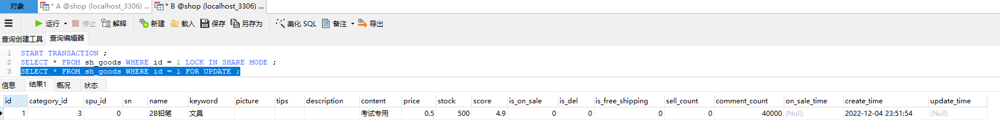 对象 * A @shop (localhost_3306) ... * B @shop (localhost_3306) ...
运行 停止 解释 新建 载入 保存 另存为 美化 SQL 备注 导出
查询创建工具 查询编辑器
1 START TRANSACTION ;
2 SELECT * FROM sh_goods WHERE id = 1 LOCK IN SHARE MODE ;
3 SELECT * FROM sh_goods WHERE id = 1 FOR UPDATE ;
信息 结果1 概况 状态
id category_id spu_id sn name keyword picture tips description content price stock score is_on_sale is_del is_free_shipping sell_count comment_count on_sale_time create_time update_time
1 3 0 2B铅笔 文具 考试专用 0.5 500 4.9 0 0 0 0 40000 (Null) 2022-12-04 23:51:54 (Null)